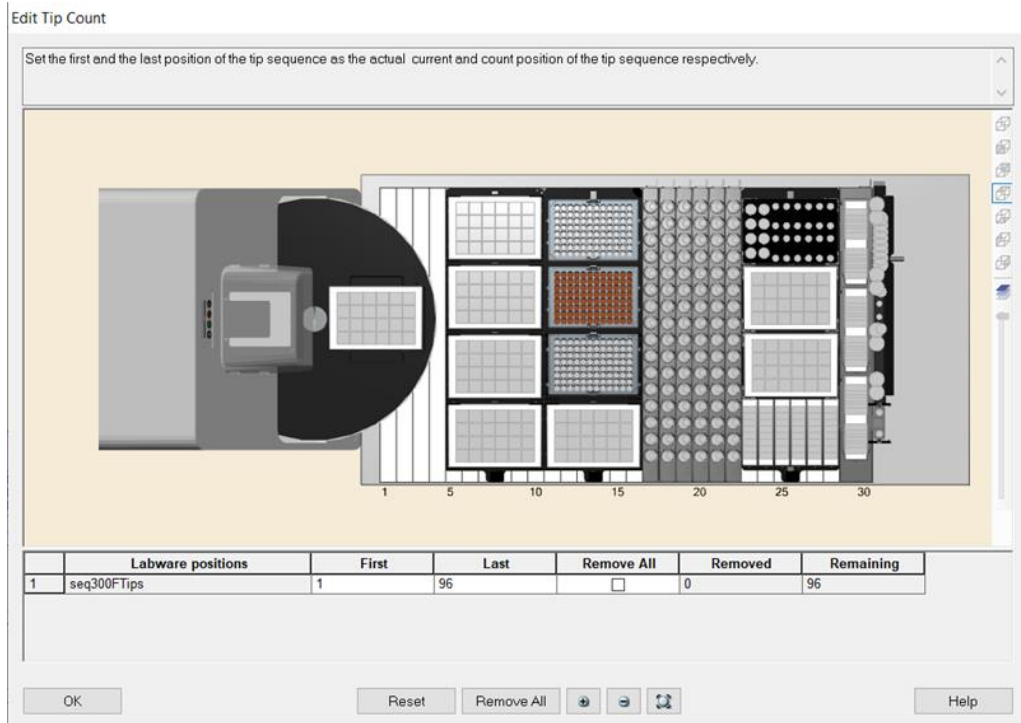 Edit Tip Count
Set the first and the last position of the tip sequence as the actual current and count position of the tip sequence respectively.
1 5 10 15 20 25 30
Labware positions First Last Remove All Removed Remaining
1 seq300FTips 1 96 0 96
OK Reset Remove All Help